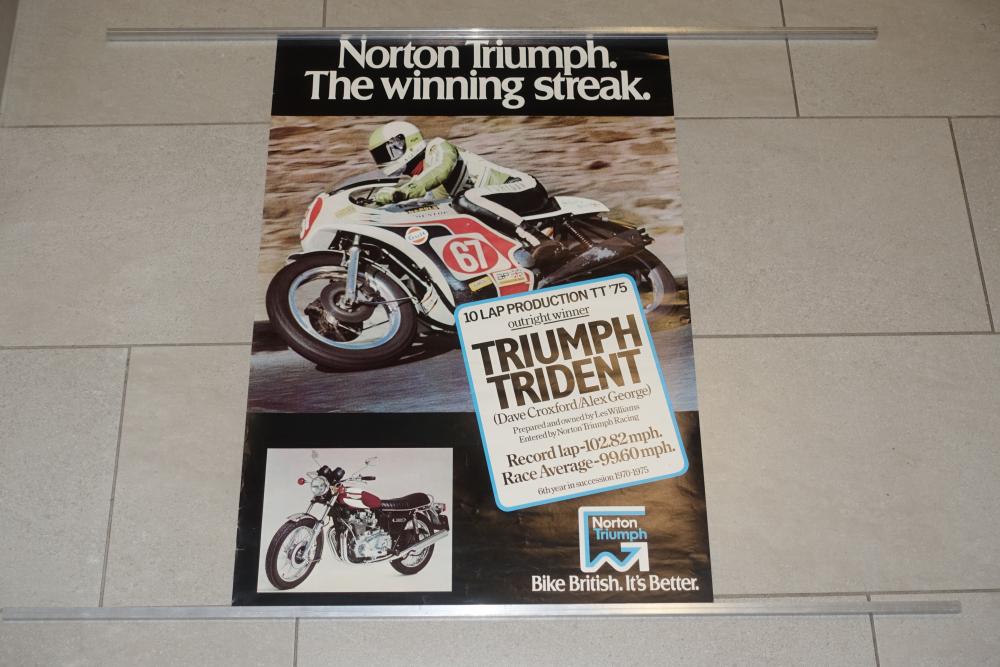 Norton Triumph.
The winning streak.
Gulf
67
10 LAP PRODUCTION TT '75
outright winner
TRIUMPH
TRIDENT
(Dave Croxford/Alex George)
Prepared and owned by Les Williams
Entered by Norton Triumph Racing
Record lap-102.82 mph.
Race Average-99.60 mph.
6th year in succession 1970-1975
Norton
Triumph
Bike British. It's Better.